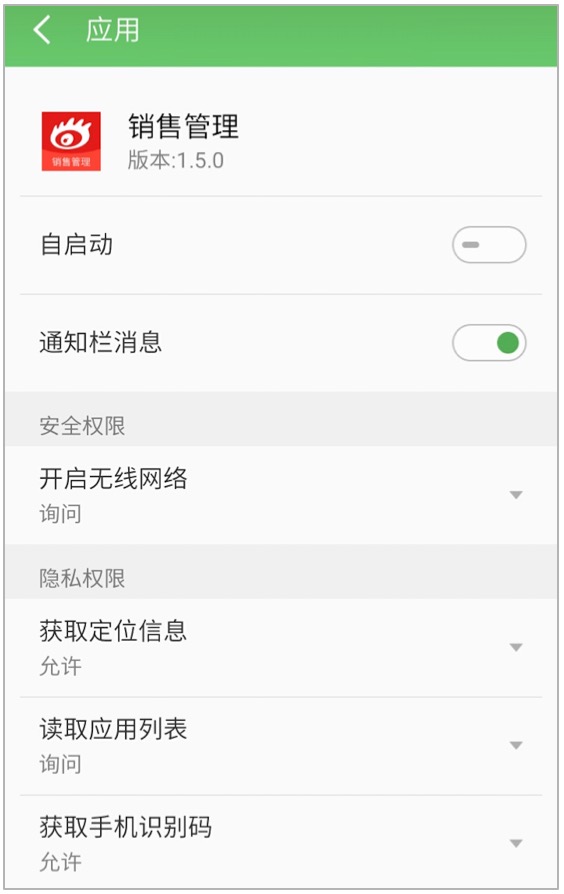 应用
销售管理
销售管理
版本:1.5.0
自启动
通知栏消息
安全权限
开启无线网络
询问
隐私权限
获取定位信息
允许
读取应用列表
询问
获取手机识别码
允许